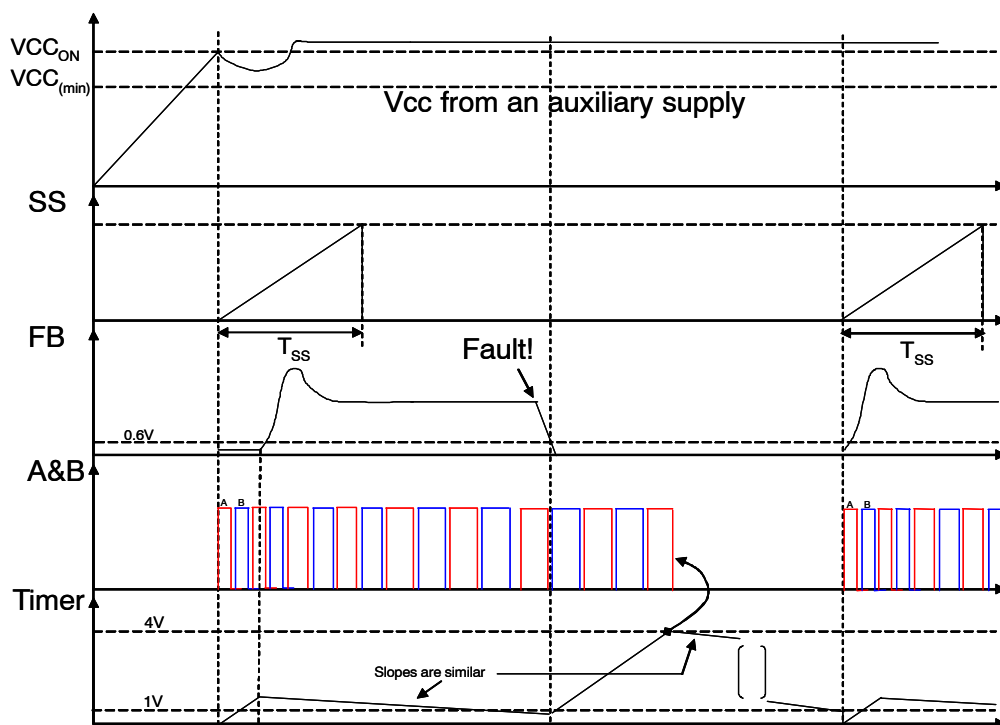 VCC_ON
VCC_(min)
Vcc from an auxiliary supply
SS
T_SS
T_SS
FB
Fault!
0.6V
A&B
A B
A B
Timer
4V
Slopes are similar
1V